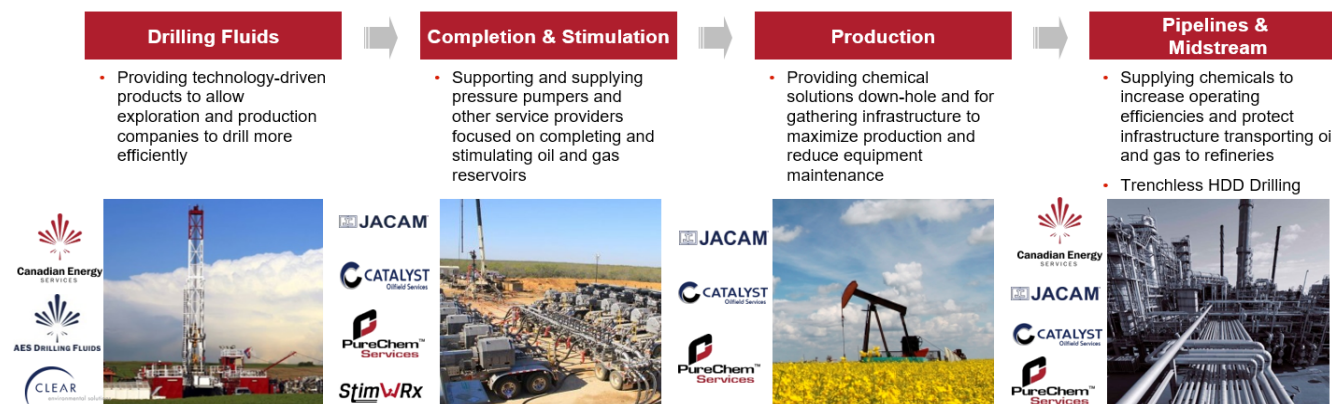 Drilling Fluids
• Providing technology-driven
products to allow
exploration and production
companies to drill more
efficiently
Canadian Energy
SERVICES
AES DRILLING FLUIDS
CLEAR
environmental
Completion & Stimulation
• Supporting and supplying
pressure pumpers and
other service providers
focused on completing and
stimulating oil and gas
reservoirs
JACAM
CATALYST
Oilfield Services
PureChem™
Services
StimWRx
Production
• Providing chemical
solutions down-hole and for
gathering infrastructure to
maximize production and
reduce equipment
maintenance
JACAM
CATALYST
Oilfield Services
PureChem™
Services
Pipelines &
Midstream
• Supplying chemicals to
increase operating
efficiencies and protect
infrastructure transporting oi
and gas to refineries
• Trenchless HDD Drilling
Canadian Energy
SERVICES
JACAM
CATALYST
Oilfield Services
PureChem™
Services